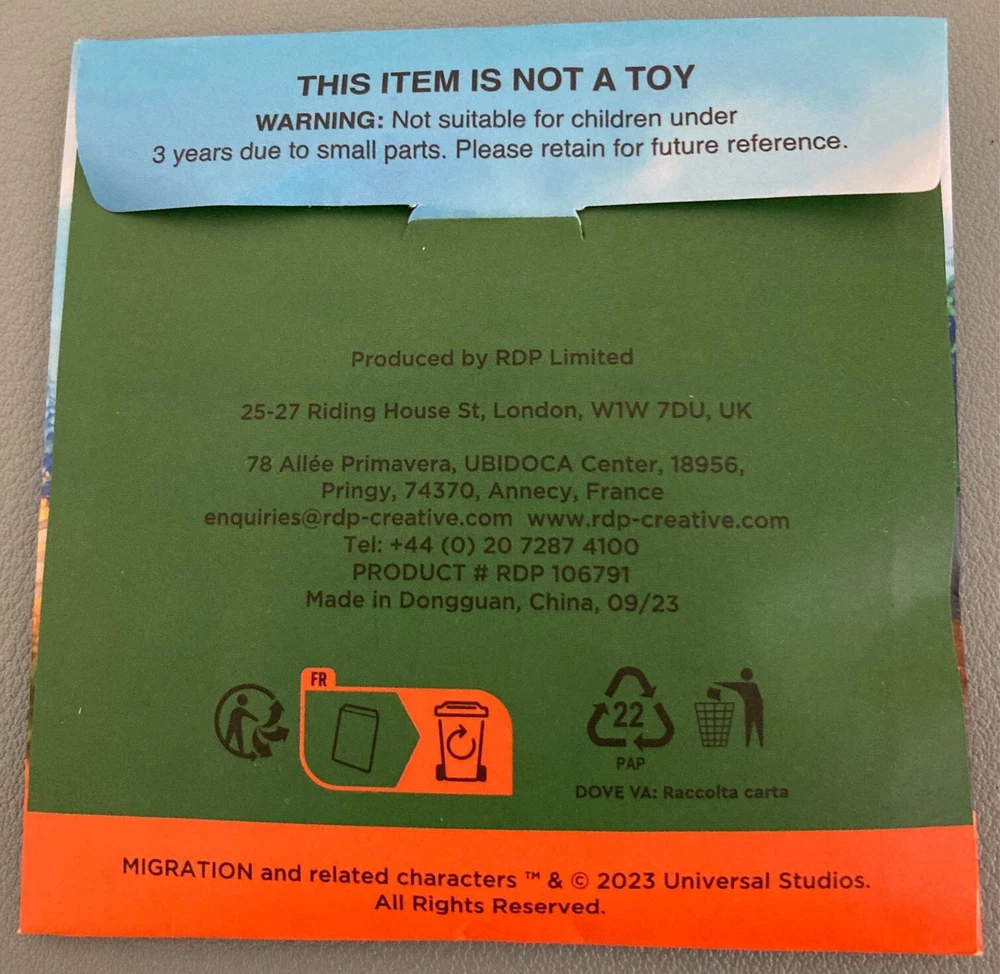 THIS ITEM IS NOT A TOY
WARNING: Not suitable for children under
3 years due to small parts. Please retain for future reference.
Produced by RDP Limited
25-27 Riding House St, London, W1W 7DU, UK
78 Allée Primavera, UBIDOCA Center, 18956,
Pringy, 74370, Annecy, France
enquiries@rdp-creative.com www.rdp-creative.com
Tel: +44 (0) 20 7287 4100
PRODUCT # RDP 106791
Made in Dongguan, China, 09/23
FR
22
PAP
DOVE VA: Raccolta carta
MIGRATION and related characters ™ & © 2023 Universal Studios.
All Rights Reserved.